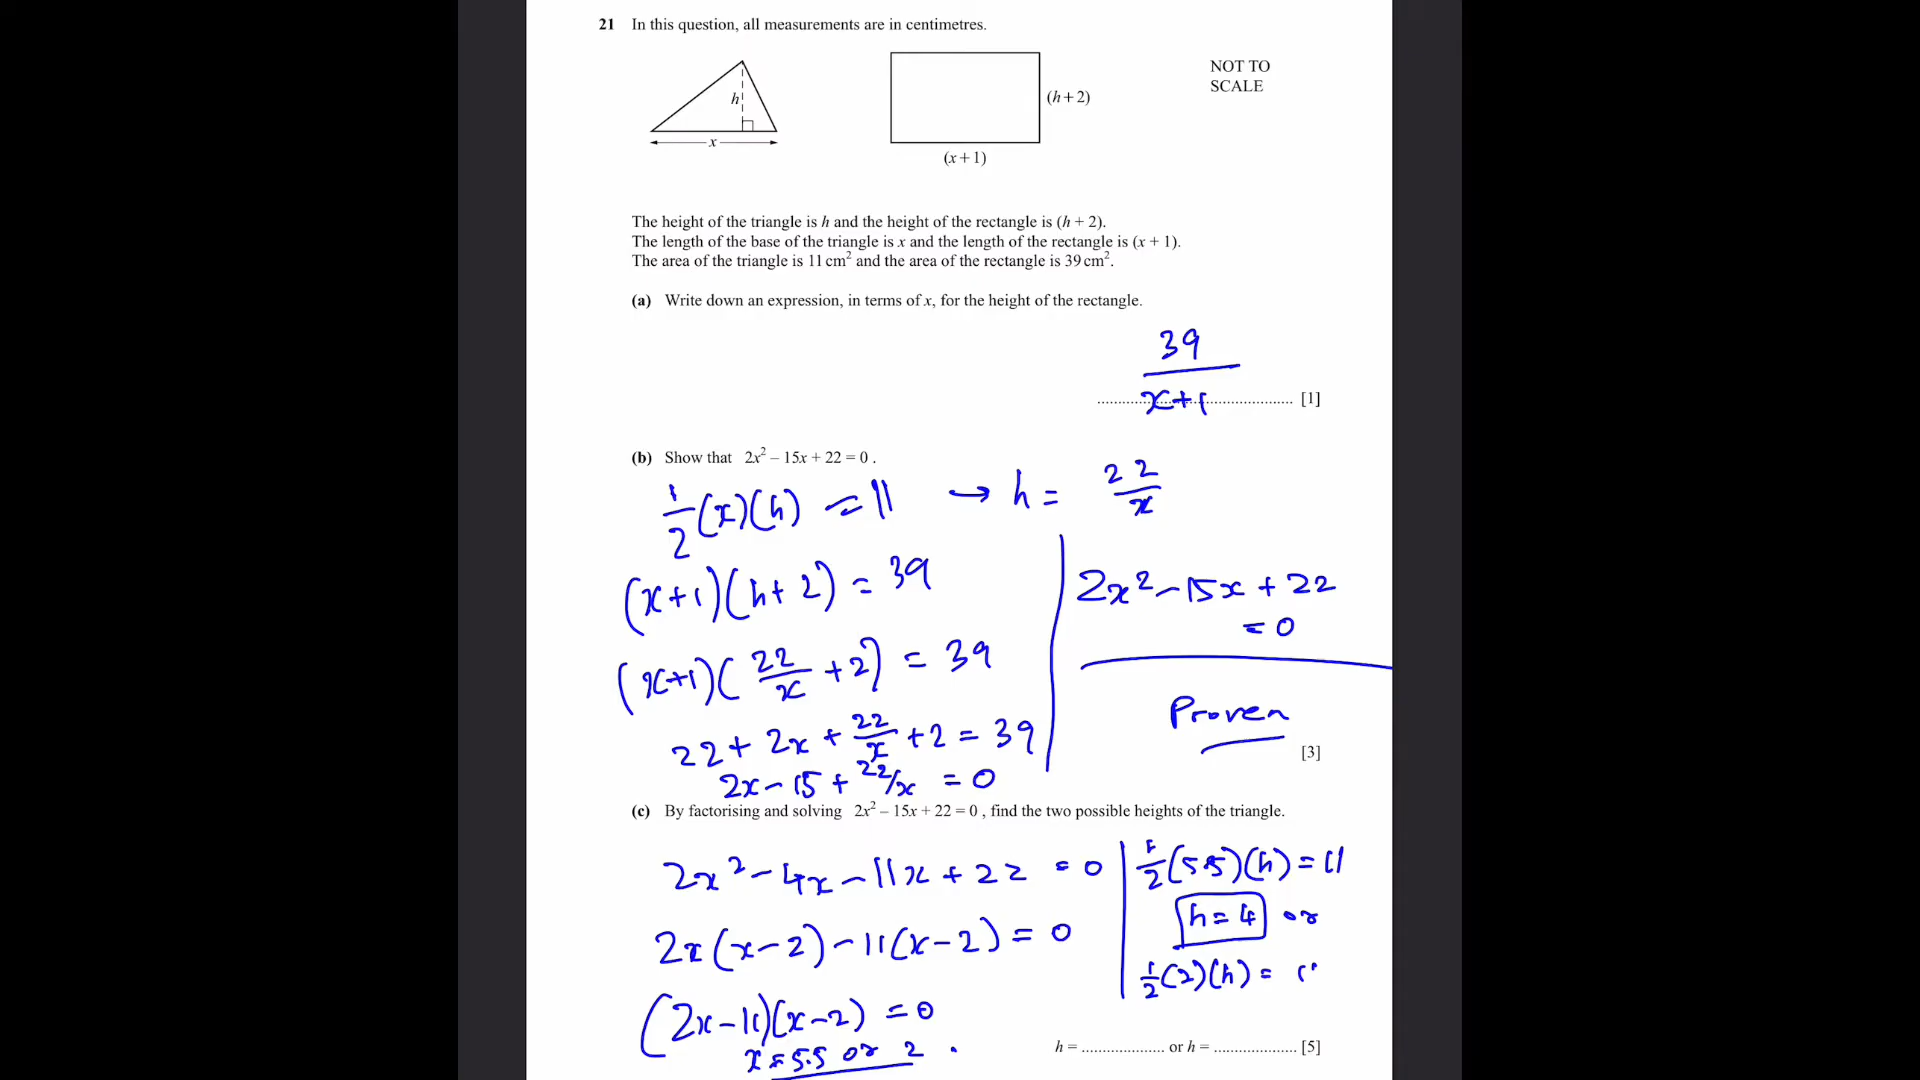 21 In this question, all measurements are in centimetres.
h
x
(h + 2)
(x + 1)
NOT TO
SCALE
The height of the triangle is h and the height of the rectangle is (h + 2).
The length of the base of the triangle is x and the length of the rectangle is (x + 1).
The area of the triangle is 11 cm² and the area of the rectangle is 39 cm².
(a) Write down an expression, in terms of x, for the height of the rectangle.
39
x+1
.................................................. [1]
(b) Show that 2x² – 15x + 22 = 0 .
1/2 (x)(h) = 11 → h = 22/x
(x+1)(h+2) = 39
(x+1)(22/x + 2) = 39
22 + 2x + 22/x + 2 = 39
2x - 15 + 22/x = 0
2x² - 15x + 22
= 0
Proven
[3]
(c) By factorising and solving 2x² – 15x + 22 = 0 , find the two possible heights of the triangle.
2x² - 4x - 11x + 22 = 0
2x(x-2) - 11(x-2) = 0
(2x-11)(x-2) = 0
x = 5.5 or 2 .
1/2 (5.5)(h) = 11
h = 4 or
1/2 (2)(h) =
h = .................... or h = .................... [5]